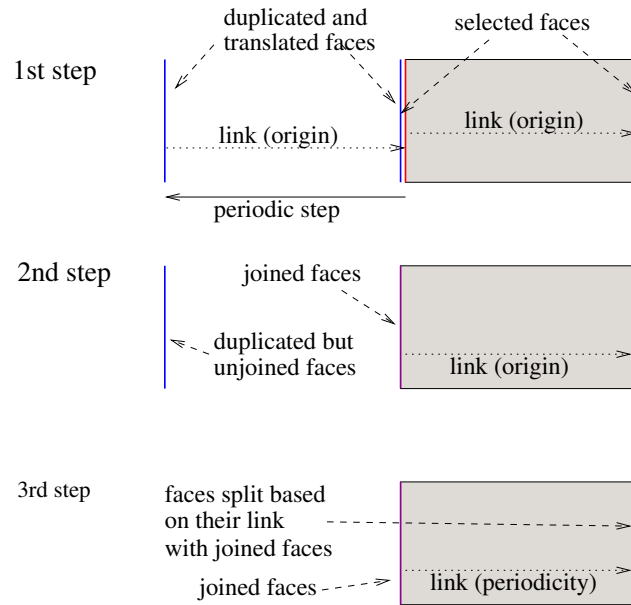 duplicated and
translated faces
selected faces
1st step
link (origin)
link (origin)
periodic step
2nd step
joined faces
duplicated but
unjoined faces
link (origin)
3rd step
faces split based
on their link
with joined faces
joined faces
link (periodicity)